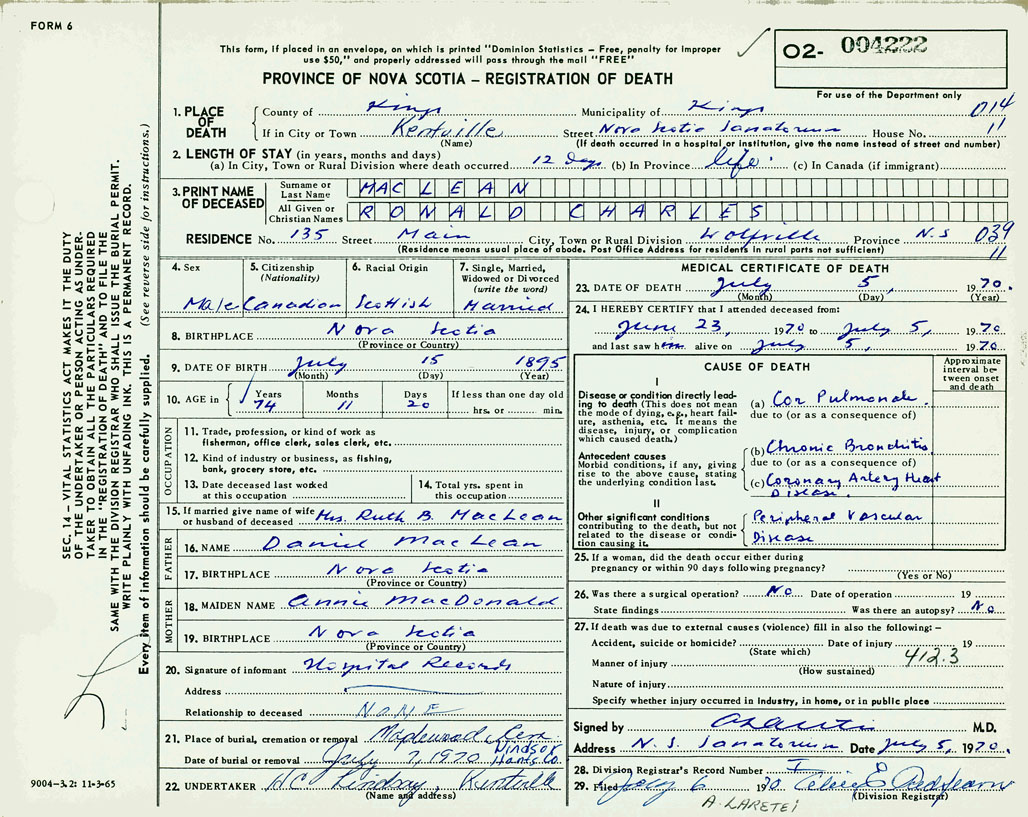 FORM 6
This form, if placed in an envelope, on which is printed "Dominion Statistics – Free, penalty for improper
use $50," and properly addressed will pass through the mail "FREE"
PROVINCE OF NOVA SCOTIA – REGISTRATION OF DEATH
O2- 004222
For use of the Department only
1. PLACE OF DEATH
County of Kings Municipality of Kings 014
If in City or Town Kentville Street Nova Scotia Sanatorium House No. 11
(Name) (If death occurred in a hospital or institution, give the name instead of street and number)
2. LENGTH OF STAY (in years, months and days)
(a) In City, Town or Rural Division where death occurred 12 Days (b) In Province life (c) In Canada (if immigrant)
3. PRINT NAME OF DECEASED
Surname or Last Name MACLEAN
All Given or Christian Names RONALD CHARLES
RESIDENCE No. 135 Street Main City, Town or Rural Division Wolfville Province N.S 039
(Residence means usual place of abode. Post Office Address for residents in rural parts not sufficient) 11
4. Sex
Male
5. Citizenship (Nationality)
Canadian
6. Racial Origin
Scottish
7. Single, Married, Widowed or Divorced (write the word)
Married
8. BIRTHPLACE Nova Scotia
(Province or Country)
9. DATE OF BIRTH July 15 1895
(Month) (Day) (Year)
10. AGE in Years Months Days If less than one day old
74 11 20 hrs. or min.
OCCUPATION
11. Trade, profession, or kind of work as
fisherman, office clerk, sales clerk, etc.
12. Kind of industry or business, as fishing,
bank, grocery store, etc.
13. Date deceased last worked
at this occupation
14. Total yrs. spent in
this occupation
15. If married give name of wife
or husband of deceased Mrs. Ruth B. MacLean
FATHER
16. NAME Daniel MacLean
17. BIRTHPLACE Nova Scotia
(Province or Country)
MOTHER
18. MAIDEN NAME Annie MacDonald
19. BIRTHPLACE Nova Scotia
(Province or Country)
20. Signature of informant Hospital Records
Address
Relationship to deceased NONE
21. Place of burial, cremation or removal Maplewood Cem
Windsor
Hants Co.
Date of burial or removal July 7, 1970
22. UNDERTAKER Lindsay, Kentville
(Name and address)
MEDICAL CERTIFICATE OF DEATH
23. DATE OF DEATH July 5, 1970.
(Month) (Day) (Year)
24. I HEREBY CERTIFY that I attended deceased from:
June 23, 1970 to July 5, 1970
and last saw him alive on July 5, 1970.
CAUSE OF DEATH
Approximate interval between onset and death
I
Disease or condition directly lead-
ing to death (This does not mean
the mode of dying, e.g., heart fail-
ure, asthenia, etc. It means the
disease, injury, or complication
which caused death.)
(a) Cor Pulmonale.
due to (or as a consequence of)
Antecedent causes
Morbid conditions, if any, giving
rise to the above cause, stating
the underlying condition last.
(b) Chronic Bronchitis
due to (or as a consequence of)
(c) Coronary Artery Heart
Disease.
II
Other significant conditions
contributing to the death, but not
related to the disease or condi-
tion causing it.
Peripheral Vascular
Disease
25. If a woman, did the death occur either during
pregnancy or within 90 days following pregnancy?
(Yes or No)
26. Was there a surgical operation? No Date of operation 19
State findings Was there an autopsy? No
27. If death was due to external causes (violence) fill in also the following: –
Accident, suicide or homicide? Date of injury 19
(State which)
412.3
Manner of injury
(How sustained)
Nature of injury
Specify whether injury occurred in industry, in home, or in public place
Signed by M.D.
Address N.S. Sanatorium Date July 5, 1970.
28. Division Registrar's Record Number
29. Filed July 6 1970
(Division Registrar)
A. LARETEI
SEC. 14 – VITAL STATISTICS ACT MAKES IT THE DUTY
OF THE UNDERTAKER OR PERSON ACTING AS UNDER-
TAKER TO OBTAIN ALL THE PARTICULARS REQUIRED
IN THE "REGISTRATION OF DEATH" AND TO FILE THE
SAME WITH THE DIVISION REGISTRAR WHO SHALL ISSUE THE BURIAL PERMIT.
WRITE PLAINLY WITH UNFADING INK. THIS IS A PERMANENT RECORD.
Every item of information should be carefully supplied. (See reverse side for instructions.)
9004–3.2: 11-3-65